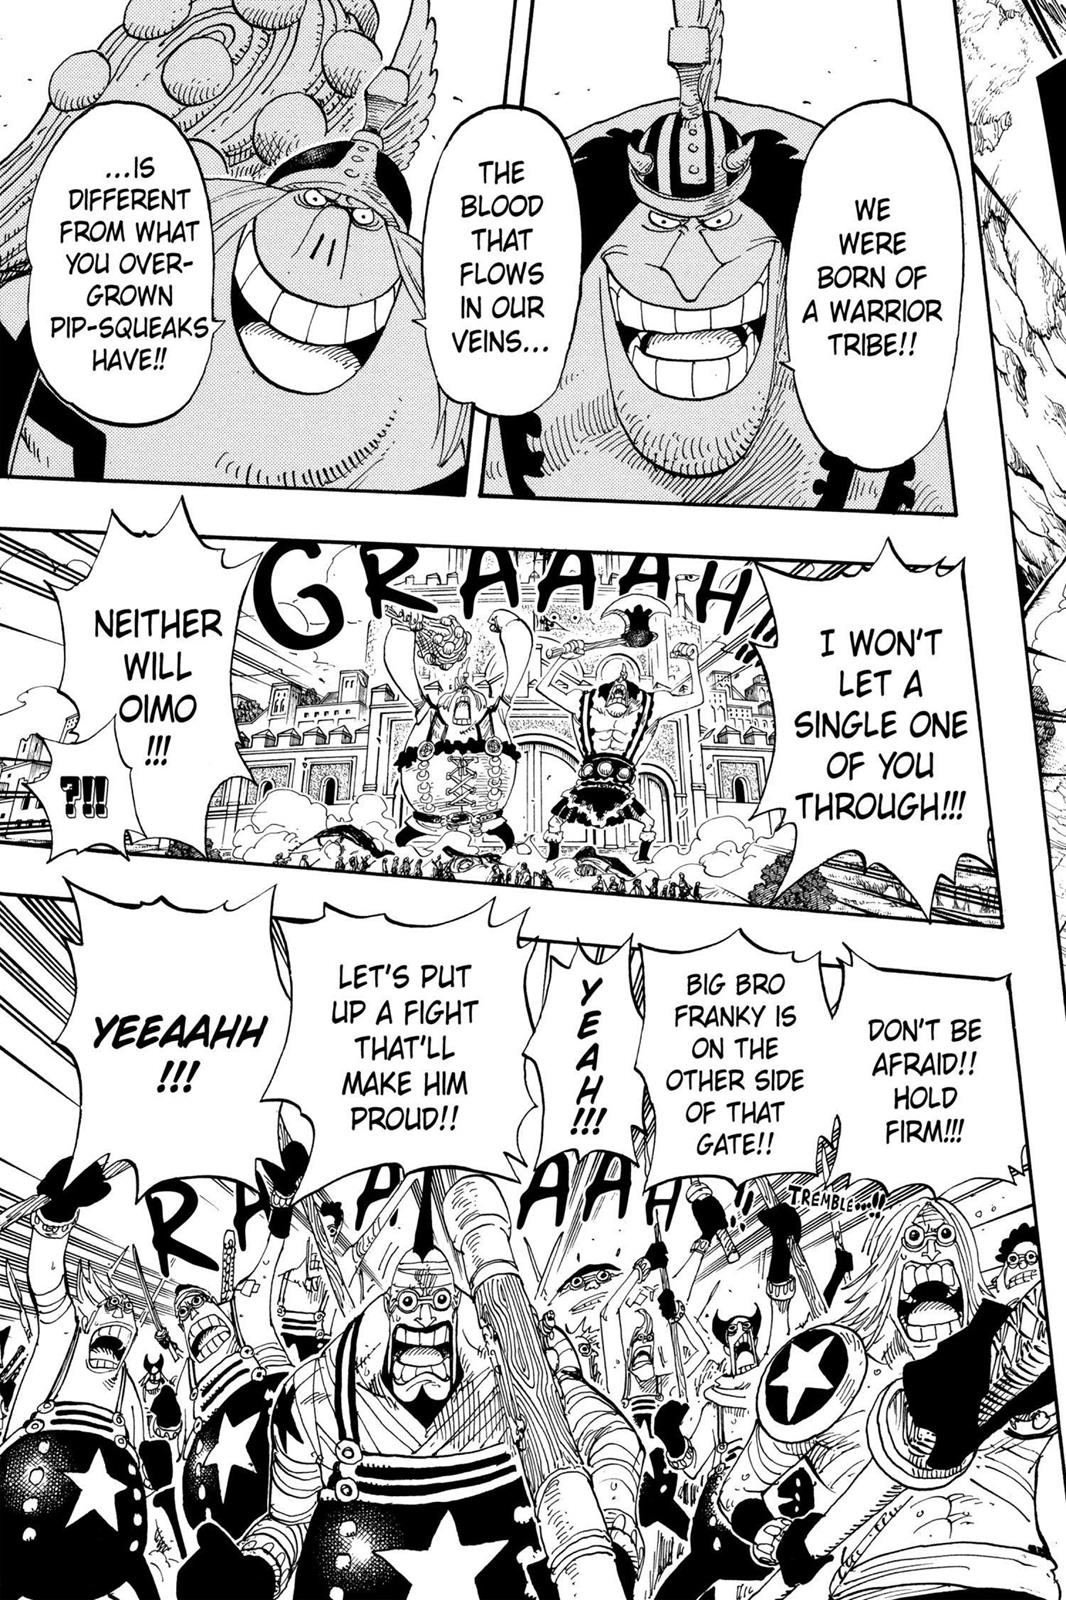 WE
WERE
BORN OF
A WARRIOR
TRIBE!!
THE
BLOOD
THAT
FLOWS
IN OUR
VEINS...
...IS
DIFFERENT
FROM WHAT
YOU OVER-
GROWN
PIP-SQUEAKS
HAVE!!
I WON'T
LET A
SINGLE ONE
OF YOU
THROUGH!!!
GRAAAAH!!!
NEITHER
WILL
OIMO
!!!
?!!
DON'T BE
AFRAID!!
HOLD
FIRM!!!
BIG BRO
FRANKY IS
ON THE
OTHER SIDE
OF THAT
GATE!!
YEAH!!!
LET'S PUT
UP A FIGHT
THAT'LL
MAKE HIM
PROUD!!
YEEAAHH
!!!
TREMBLE...!!